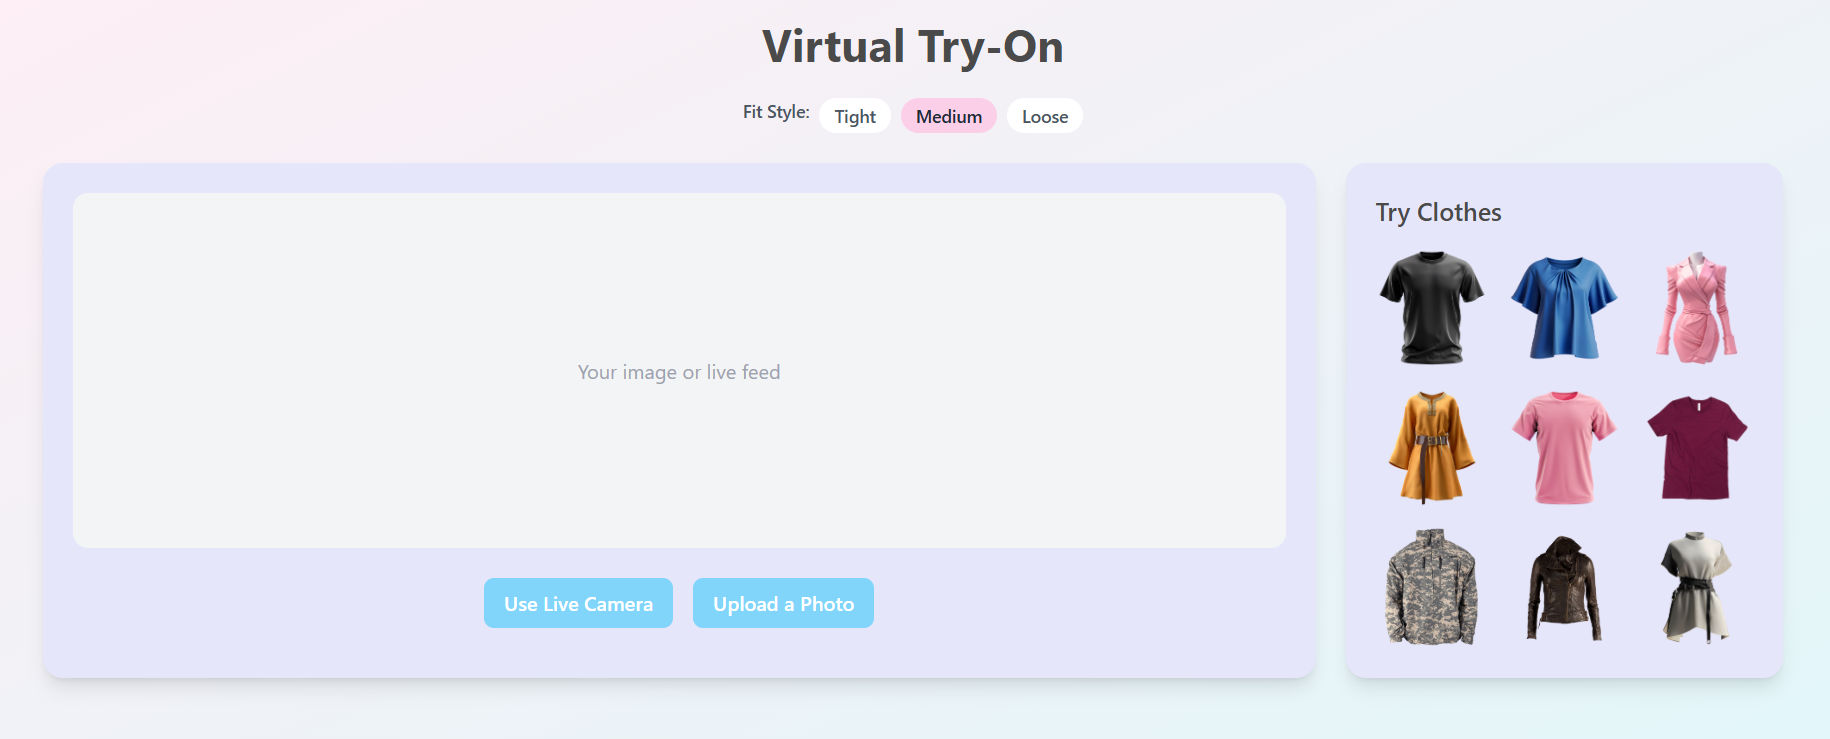 Virtual Try-On
Fit Style: Tight Medium Loose
Your image or live feed
Use Live Camera Upload a Photo
Try Clothes